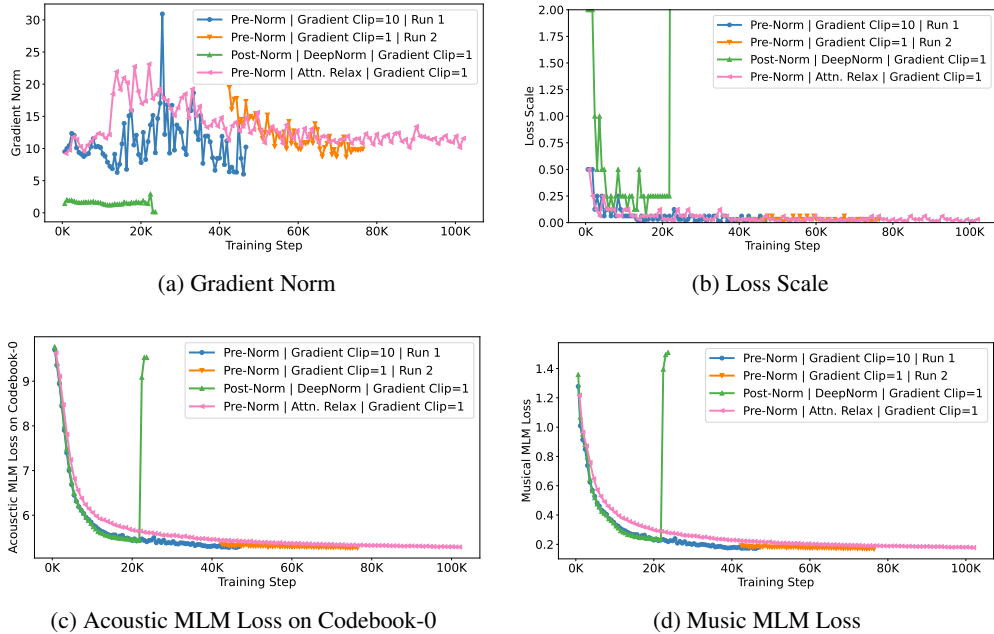 30
25
20
15
10
5
0
Gradient Norm
Pre-Norm | Gradient Clip=10 | Run 1
Pre-Norm | Gradient Clip=1 | Run 2
Post-Norm | DeepNorm | Gradient Clip=1
Pre-Norm | Attn. Relax | Gradient Clip=1
0K 20K 40K 60K 80K 100K
Training Step
(a) Gradient Norm
2.00
1.75
1.50
1.25
1.00
0.75
0.50
0.25
0.00
Loss Scale
Pre-Norm | Gradient Clip=10 | Run 1
Pre-Norm | Gradient Clip=1 | Run 2
Post-Norm | DeepNorm | Gradient Clip=1
Pre-Norm | Attn. Relax | Gradient Clip=1
0K 20K 40K 60K 80K 100K
Training Step
(b) Loss Scale
9
8
7
6
Acousctic MLM Loss on Codebook-0
Pre-Norm | Gradient Clip=10 | Run 1
Pre-Norm | Gradient Clip=1 | Run 2
Post-Norm | DeepNorm | Gradient Clip=1
Pre-Norm | Attn. Relax | Gradient Clip=1
0K 20K 40K 60K 80K 100K
Training Step
(c) Acoustic MLM Loss on Codebook-0
1.4
1.2
1.0
0.8
0.6
0.4
0.2
Musical MLM Loss
Pre-Norm | Gradient Clip=10 | Run 1
Pre-Norm | Gradient Clip=1 | Run 2
Post-Norm | DeepNorm | Gradient Clip=1
Pre-Norm | Attn. Relax | Gradient Clip=1
0K 20K 40K 60K 80K 100K
Training Step
(d) Music MLM Loss